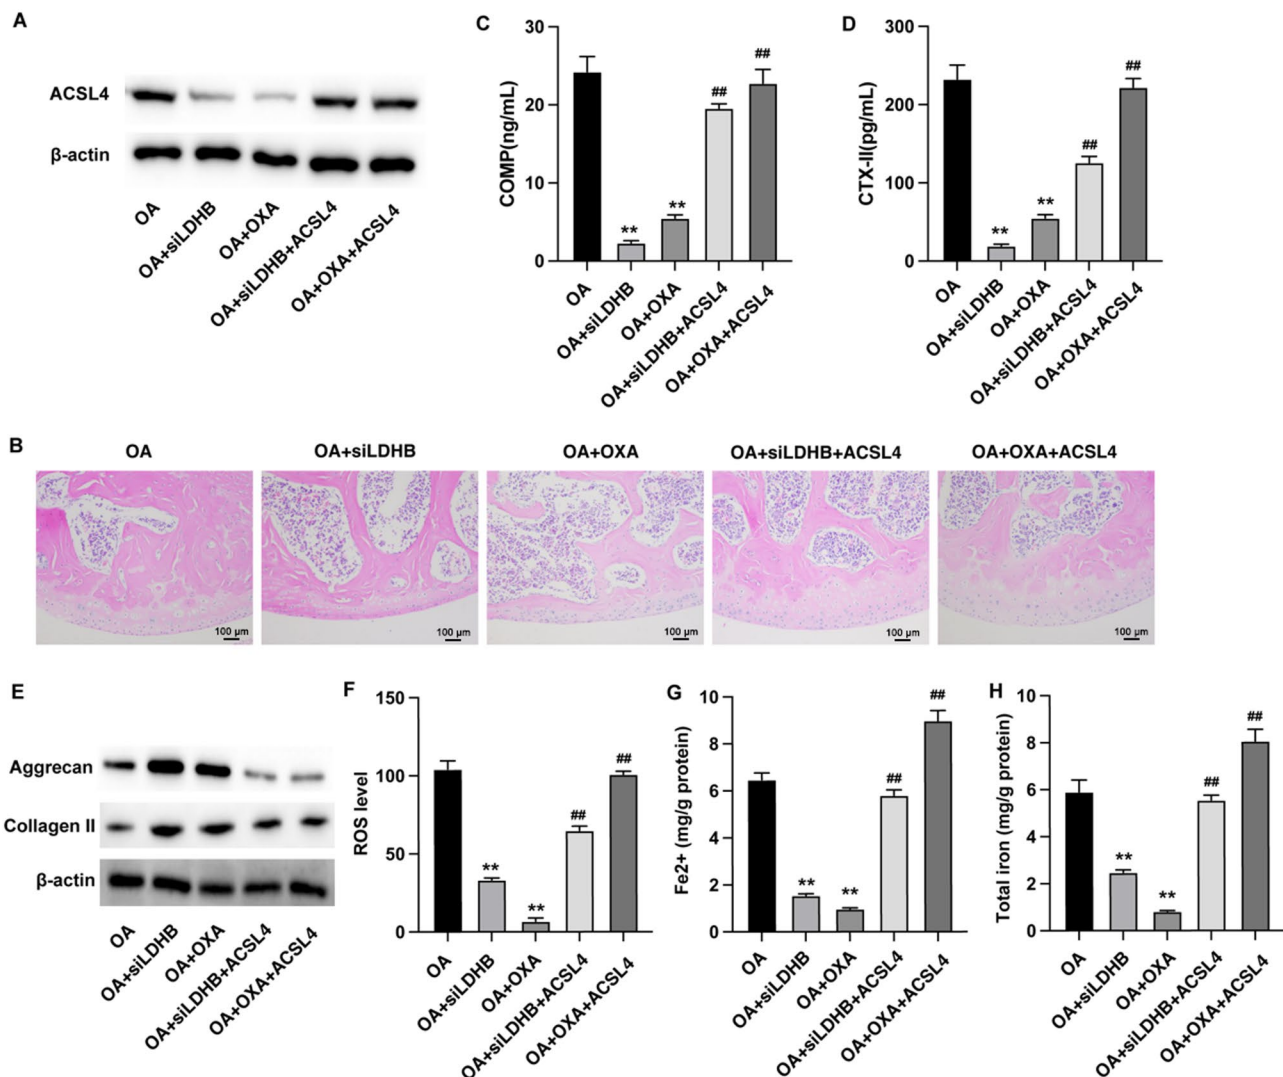 A
ACSL4
β-actin
OA
OA+siLDHB
OA+OXA
OA+siLDHB+ACSL4
OA+OXA+ACSL4
C
COMP(ng/mL)
30
20
10
0
**
**
##
##
OA
OA+siLDHB
OA+OXA
OA+siLDHB+ACSL4
OA+OXA+ACSL4
D
CTX-II(pg/mL)
300
200
100
0
**
**
##
##
OA
OA+siLDHB
OA+OXA
OA+siLDHB+ACSL4
OA+OXA+ACSL4
B
OA
OA+siLDHB
OA+OXA
OA+siLDHB+ACSL4
OA+OXA+ACSL4
100 μm
100 μm
100 μm
100 μm
100 μm
E
Aggrecan
Collagen II
β-actin
OA
OA+siLDHB
OA+OXA
OA+siLDHB+ACSL4
OA+OXA+ACSL4
F
ROS level
150
100
50
0
**
**
##
##
OA
OA+siLDHB
OA+OXA
OA+siLDHB+ACSL4
OA+OXA+ACSL4
G
Fe2+ (mg/g protein)
10
8
6
4
2
0
**
**
##
##
OA
OA+siLDHB
OA+OXA
OA+siLDHB+ACSL4
OA+OXA+ACSL4
H
Total iron (mg/g protein)
10
8
6
4
2
0
**
**
##
##
OA
OA+siLDHB
OA+OXA
OA+siLDHB+ACSL4
OA+OXA+ACSL4